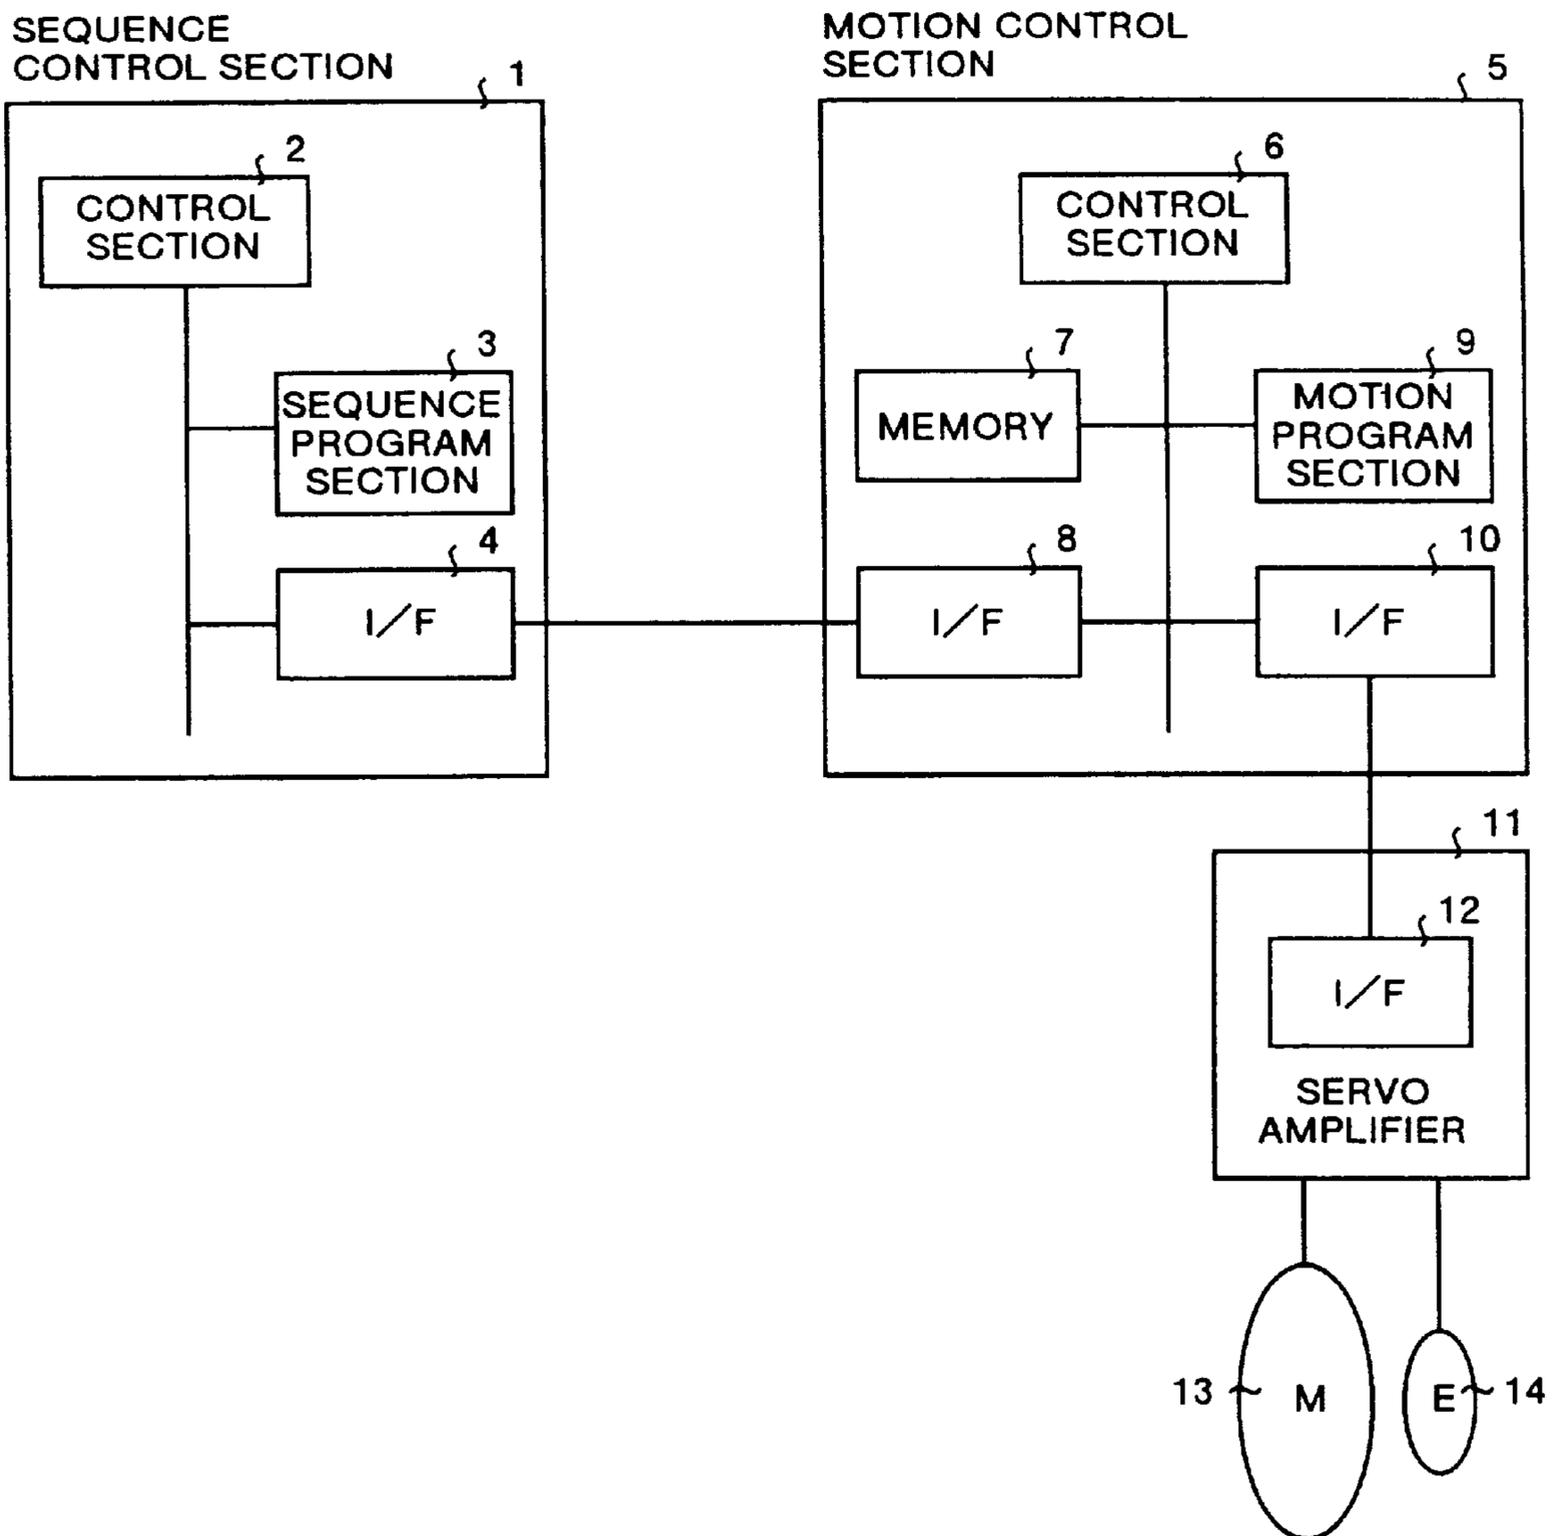 SEQUENCE
CONTROL SECTION
1
2
CONTROL
SECTION
3
SEQUENCE
PROGRAM
SECTION
4
I/F
MOTION CONTROL
SECTION
5
6
CONTROL
SECTION
7
MEMORY
9
MOTION
PROGRAM
SECTION
8
I/F
10
I/F
11
12
I/F
SERVO
AMPLIFIER
13
M
E
14